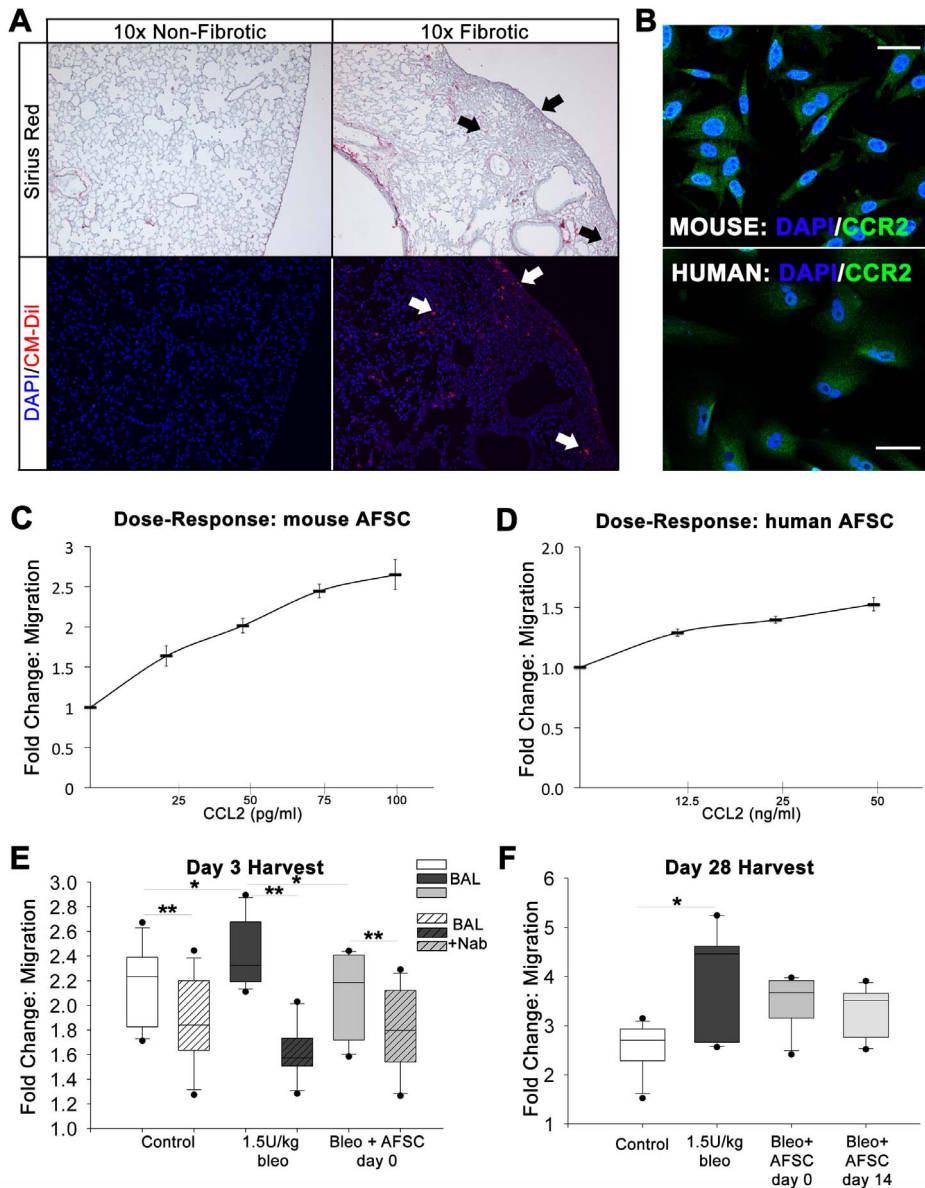 A
10x Non-Fibrotic
10x Fibrotic
Sirius Red
DAPI/CM-DiI
B
MOUSE: DAPI/CCR2
HUMAN: DAPI/CCR2
C
Dose-Response: mouse AFSC
Fold Change: Migration
3
2.5
2
1.5
1
0.5
0
25
50
75
100
CCL2 (pg/ml)
D
Dose-Response: human AFSC
Fold Change: Migration
2.0
1.5
1.0
0.5
0.0
12.5
25
50
CCL2 (ng/ml)
E
Day 3 Harvest
Fold Change: Migration
3.0
2.8
2.6
2.4
2.2
2.0
1.8
1.6
1.4
1.2
1.0
*
*
**
**
**
BAL
BAL
+Nab
Control
1.5U/kg
bleo
Bleo + AFSC
day 0
F
Day 28 Harvest
Fold Change: Migration
6
5
4
3
2
1
*
Control
1.5U/kg
bleo
Bleo+
AFSC
day 0
Bleo+
AFSC
day 14